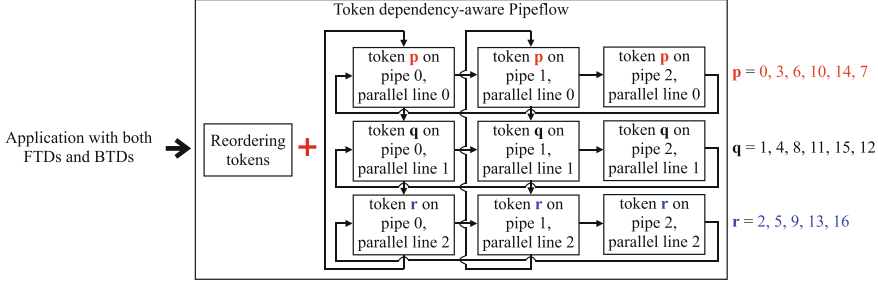 Token dependency-aware Pipeflow
Application with both
FTDs and BTDs
Reordering
tokens
+
token p on
pipe 0,
parallel line 0
token p on
pipe 1,
parallel line 0
token p on
pipe 2,
parallel line 0
p = 0, 3, 6, 10, 14, 7
token q on
pipe 0,
parallel line 1
token q on
pipe 1,
parallel line 1
token q on
pipe 2,
parallel line 1
q = 1, 4, 8, 11, 15, 12
token r on
pipe 0,
parallel line 2
token r on
pipe 1,
parallel line 2
token r on
pipe 2,
parallel line 2
r = 2, 5, 9, 13, 16